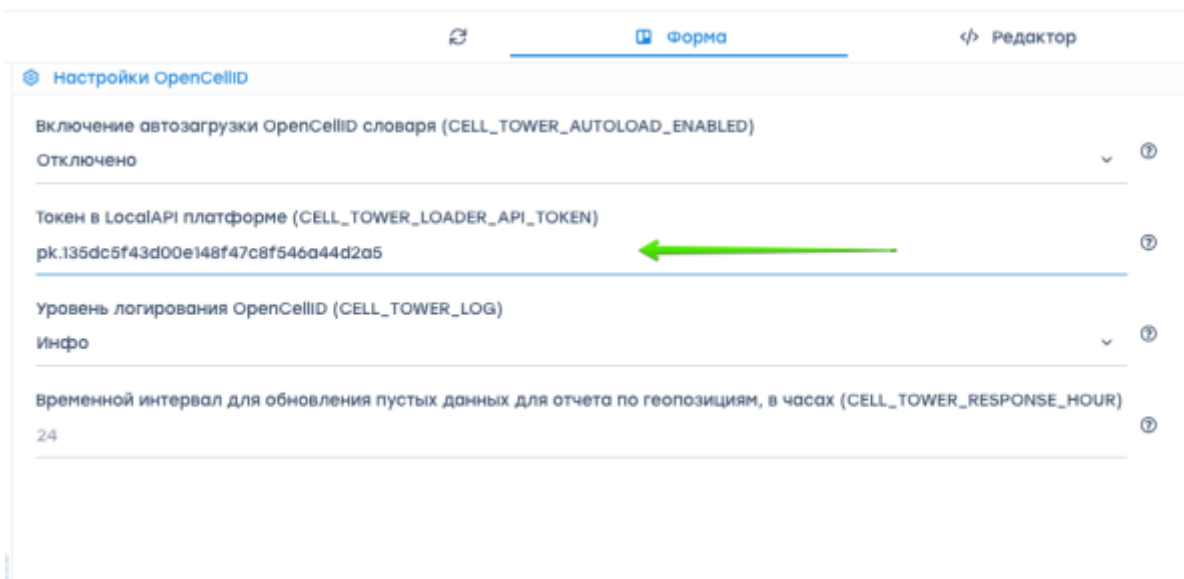 Форма
</> Редактор
Настройки OpenCellID
Включение автозагрузки OpenCellID словаря (CELL_TOWER_AUTOLOAD_ENABLED)
Отключено
Токен в LocalAPI платформе (CELL_TOWER_LOADER_API_TOKEN)
pk.135dc5f43d00e148f47c8f546a44d2a5
Уровень логирования OpenCellID (CELL_TOWER_LOG)
Инфо
Временной интервал для обновления пустых данных для отчета по геопозициям, в часах (CELL_TOWER_RESPONSE_HOUR)
24